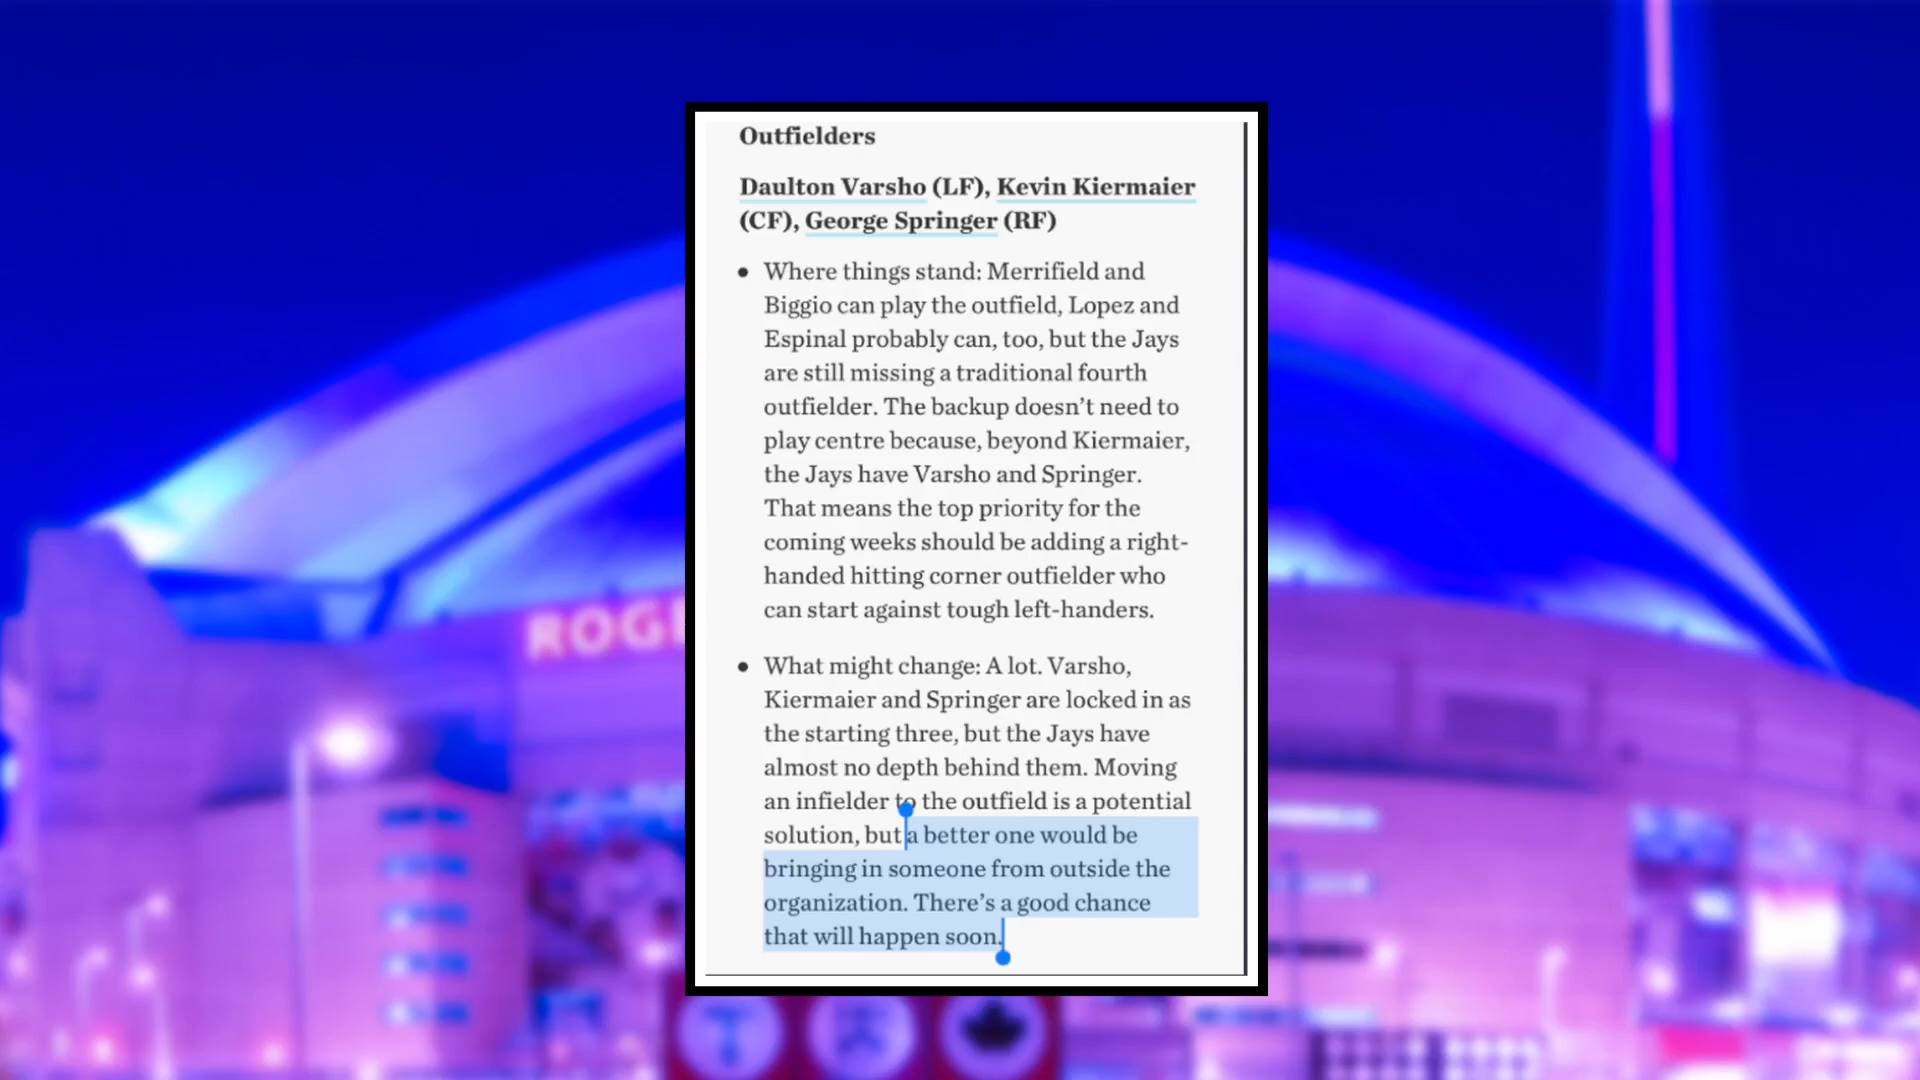 Outfielders
Daulton Varsho (LF), Kevin Kiermaier
(CF), George Springer (RF)
• Where things stand: Merrifield and
Biggio can play the outfield, Lopez and
Espinal probably can, too, but the Jays
are still missing a traditional fourth
outfielder. The backup doesn’t need to
play centre because, beyond Kiermaier,
the Jays have Varsho and Springer.
That means the top priority for the
coming weeks should be adding a right-
handed hitting corner outfielder who
can start against tough left-handers.
• What might change: A lot. Varsho,
Kiermaier and Springer are locked in as
the starting three, but the Jays have
almost no depth behind them. Moving
an infielder to the outfield is a potential
solution, but a better one would be
bringing in someone from outside the
organization. There’s a good chance
that will happen soon.
ROGE